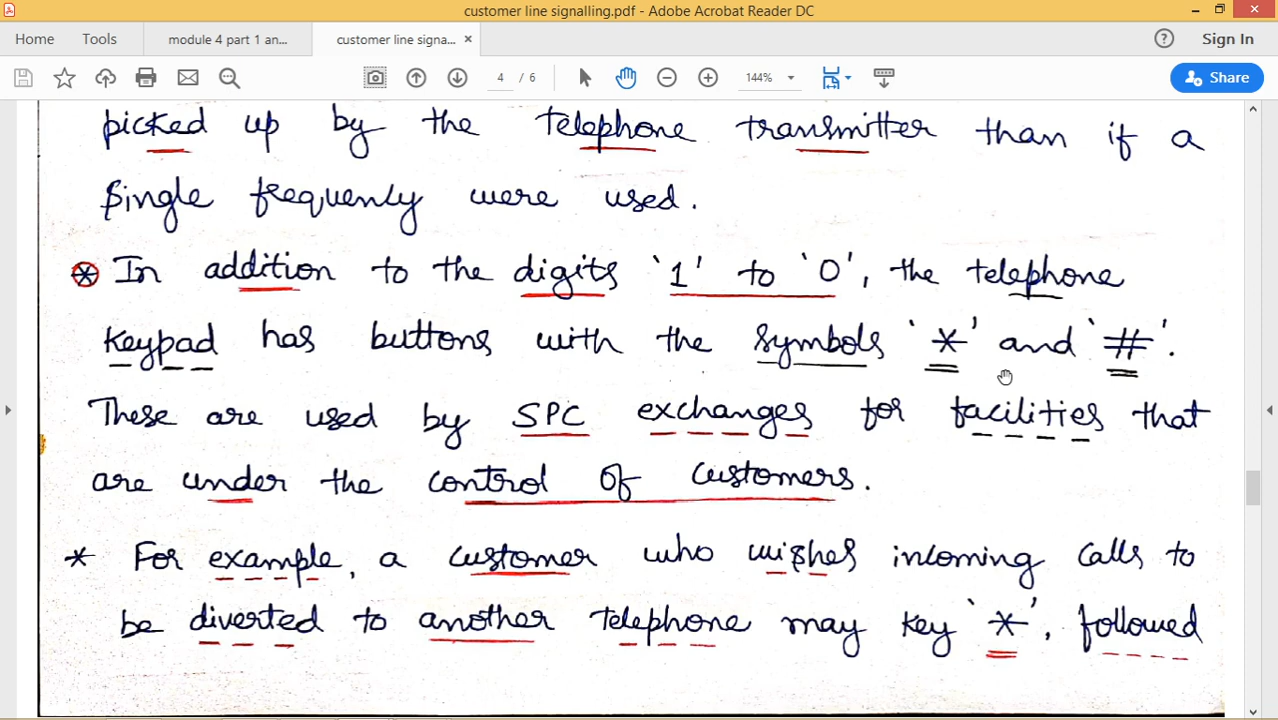 customer line signalling.pdf - Adobe Acrobat Reader DC
Home Tools module 4 part 1 an... customer line signa... × ? Sign In
4 / 6 144% Share
picked up by the telephone transmitter than if a
single frequenly were used.
* In addition to the digits '1' to '0', the telephone
keypad has buttons with the symbols '*' and '#'.
These are used by SPC exchanges for facilities that
are under the control of customers.
* For example, a customer who wishes incoming calls to
be diverted to another telephone may key '*', followed